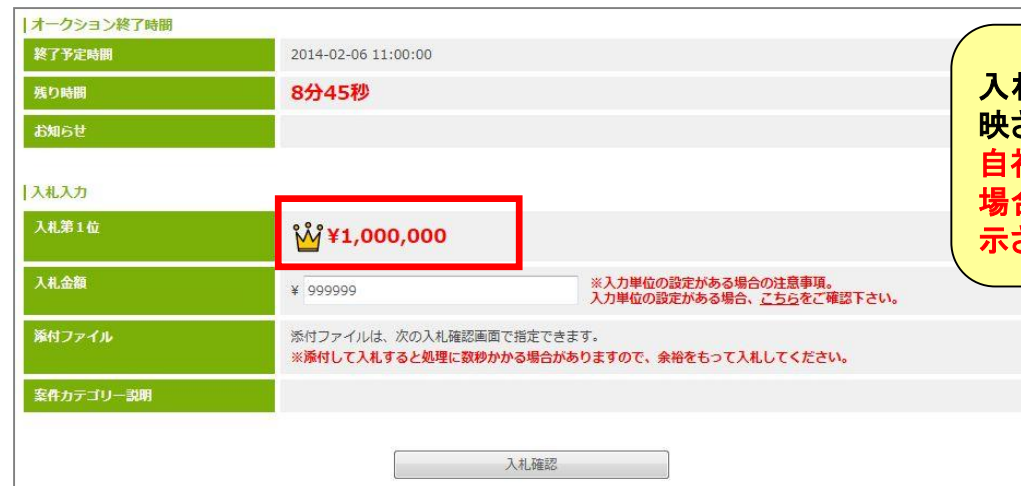 オークション終了時間
終了予定時間 2014-02-06 11:00:00
残り時間 8分45秒
お知らせ
入札入力
入札第１位 ¥1,000,000
入札金額 ¥ 999999 ※入力単位の設定がある場合の注意事項。
入力単位の設定がある場合、こちらをご確認下さい。
添付ファイル 添付ファイルは、次の入札確認画面で指定できます。
※添付して入札すると処理に数秒かかる場合がありますので、余裕をもって入札してください。
案件カテゴリー説明
入札確認
入
映さ
自社
場合
示さ